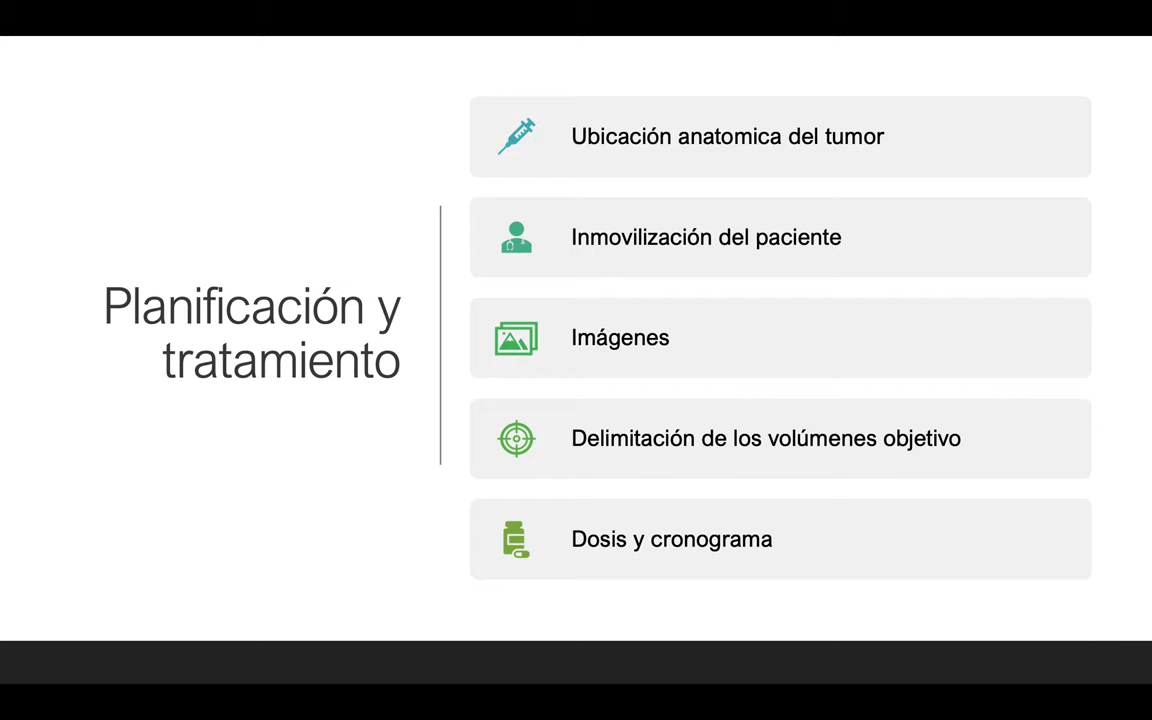 Planificación y
tratamiento
Ubicación anatomica del tumor
Inmovilización del paciente
Imágenes
Delimitación de los volúmenes objetivo
Dosis y cronograma